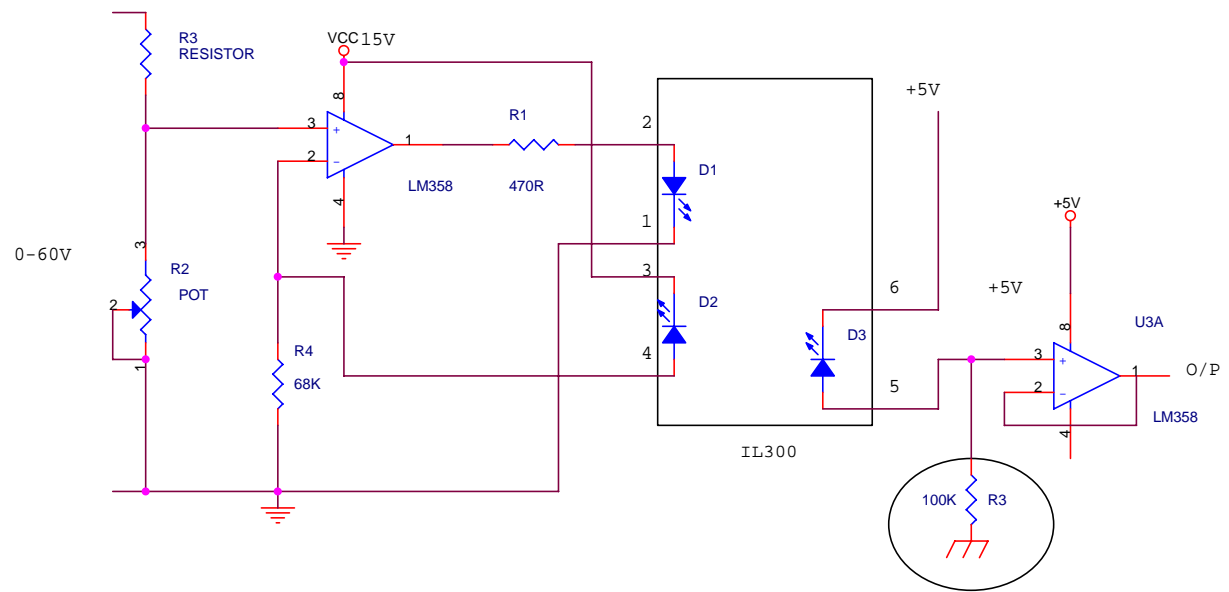 R3
RESISTOR
VCC 15V
8
3
+
2
-
1
4
LM358
R1
470R
0-60V
3
R2
POT
2
1
R4
68K
2
D1
1
3
D2
4
IL300
+5V
6
D3
5
+5V
+5V
8
U3A
3
+
2
-
1
O/P
4
LM358
100K R3